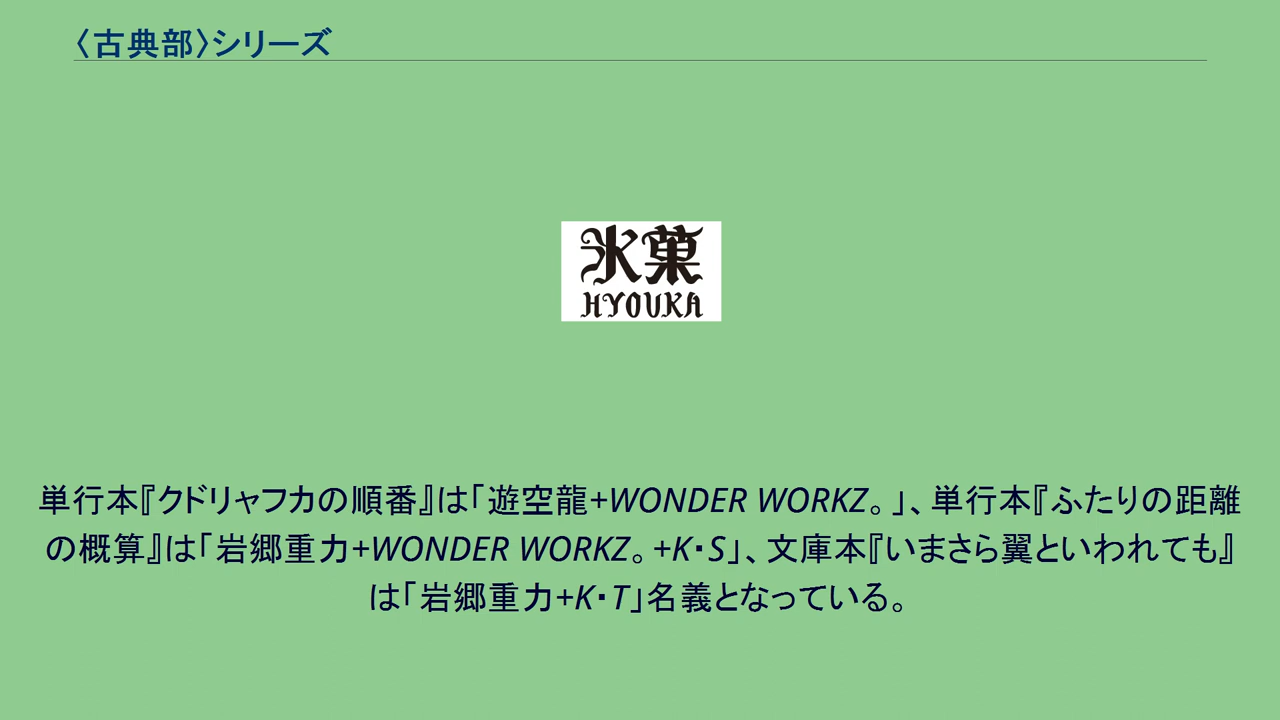 〈古典部〉シリーズ
氷菓
HYOUKA
単行本『クドリャフカの順番』は「遊空龍+WONDER WORKZ。」、単行本『ふたりの距離
の概算』は「岩郷重力+WONDER WORKZ。+K・S」、文庫本『いまさら翼といわれても』
は「岩郷重力+K・T」名義となっている。